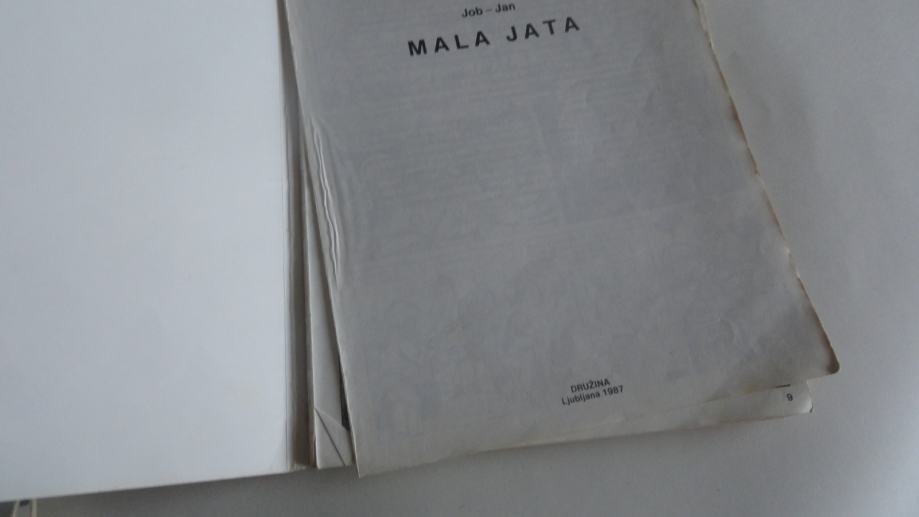 Job – Jan
MALA JATA
DRUŽINA
Ljubljana 1987
9